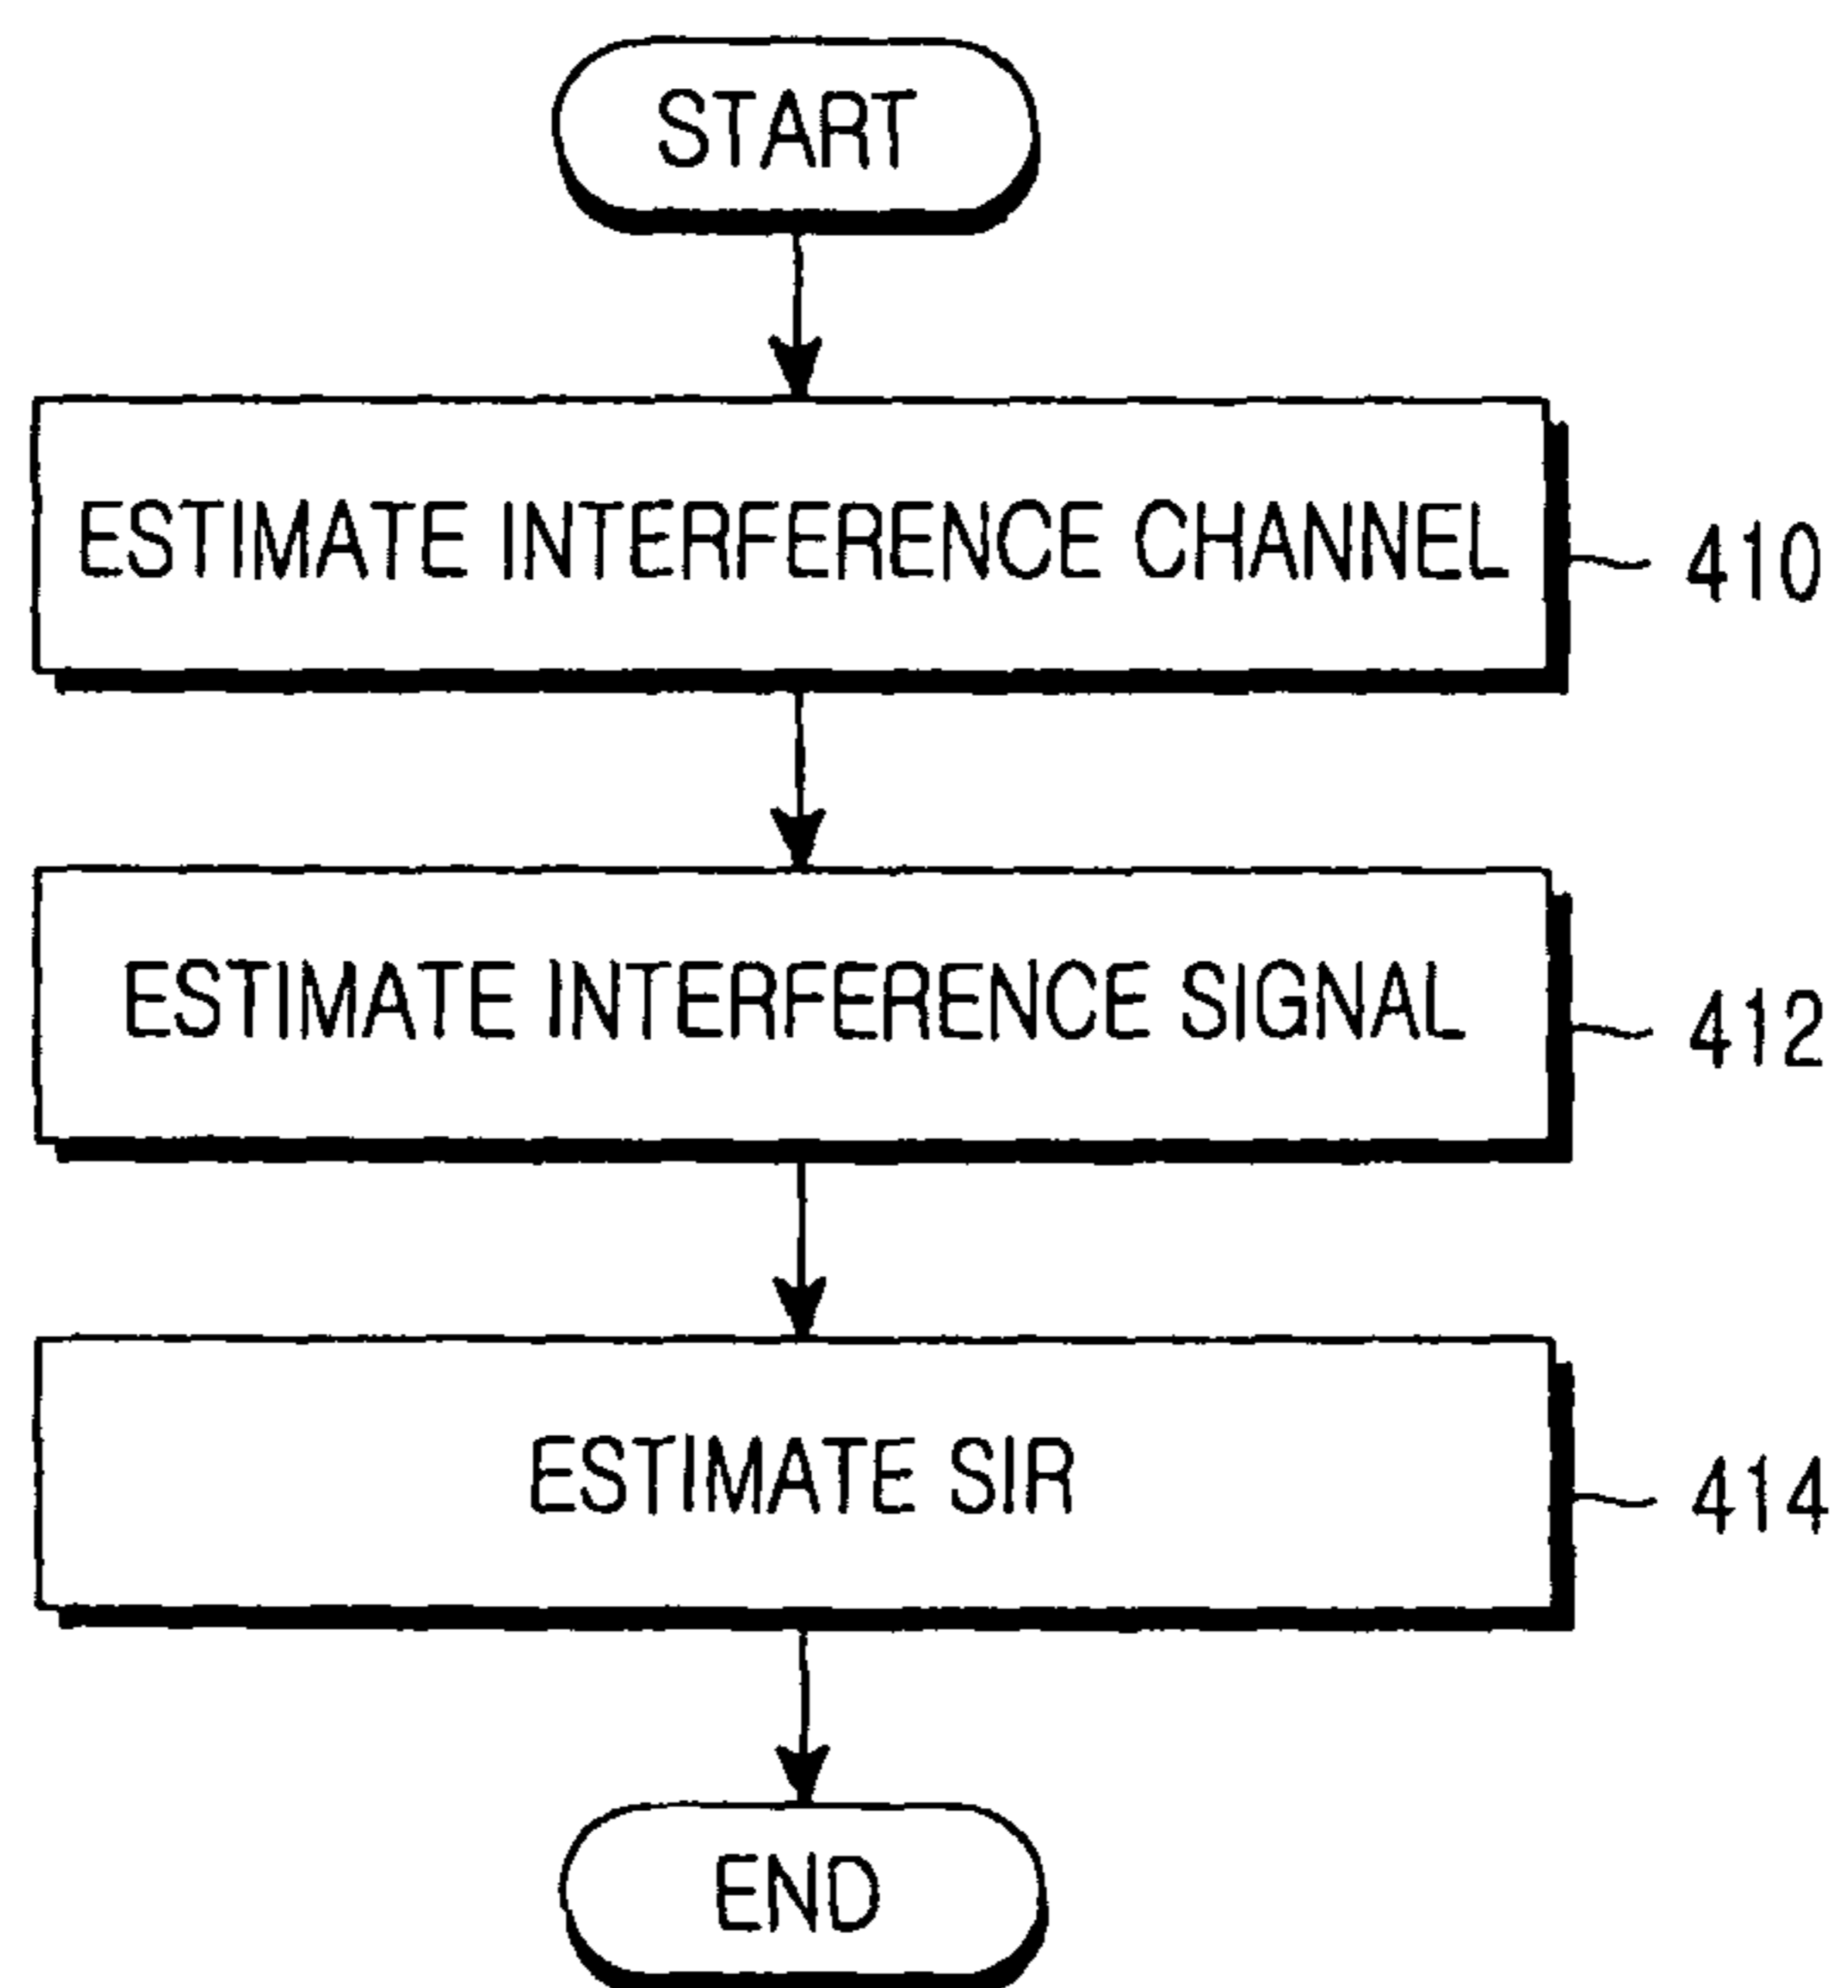 START
ESTIMATE INTERFERENCE CHANNEL
410
ESTIMATE INTERFERENCE SIGNAL
412
ESTIMATE SIR
414
END